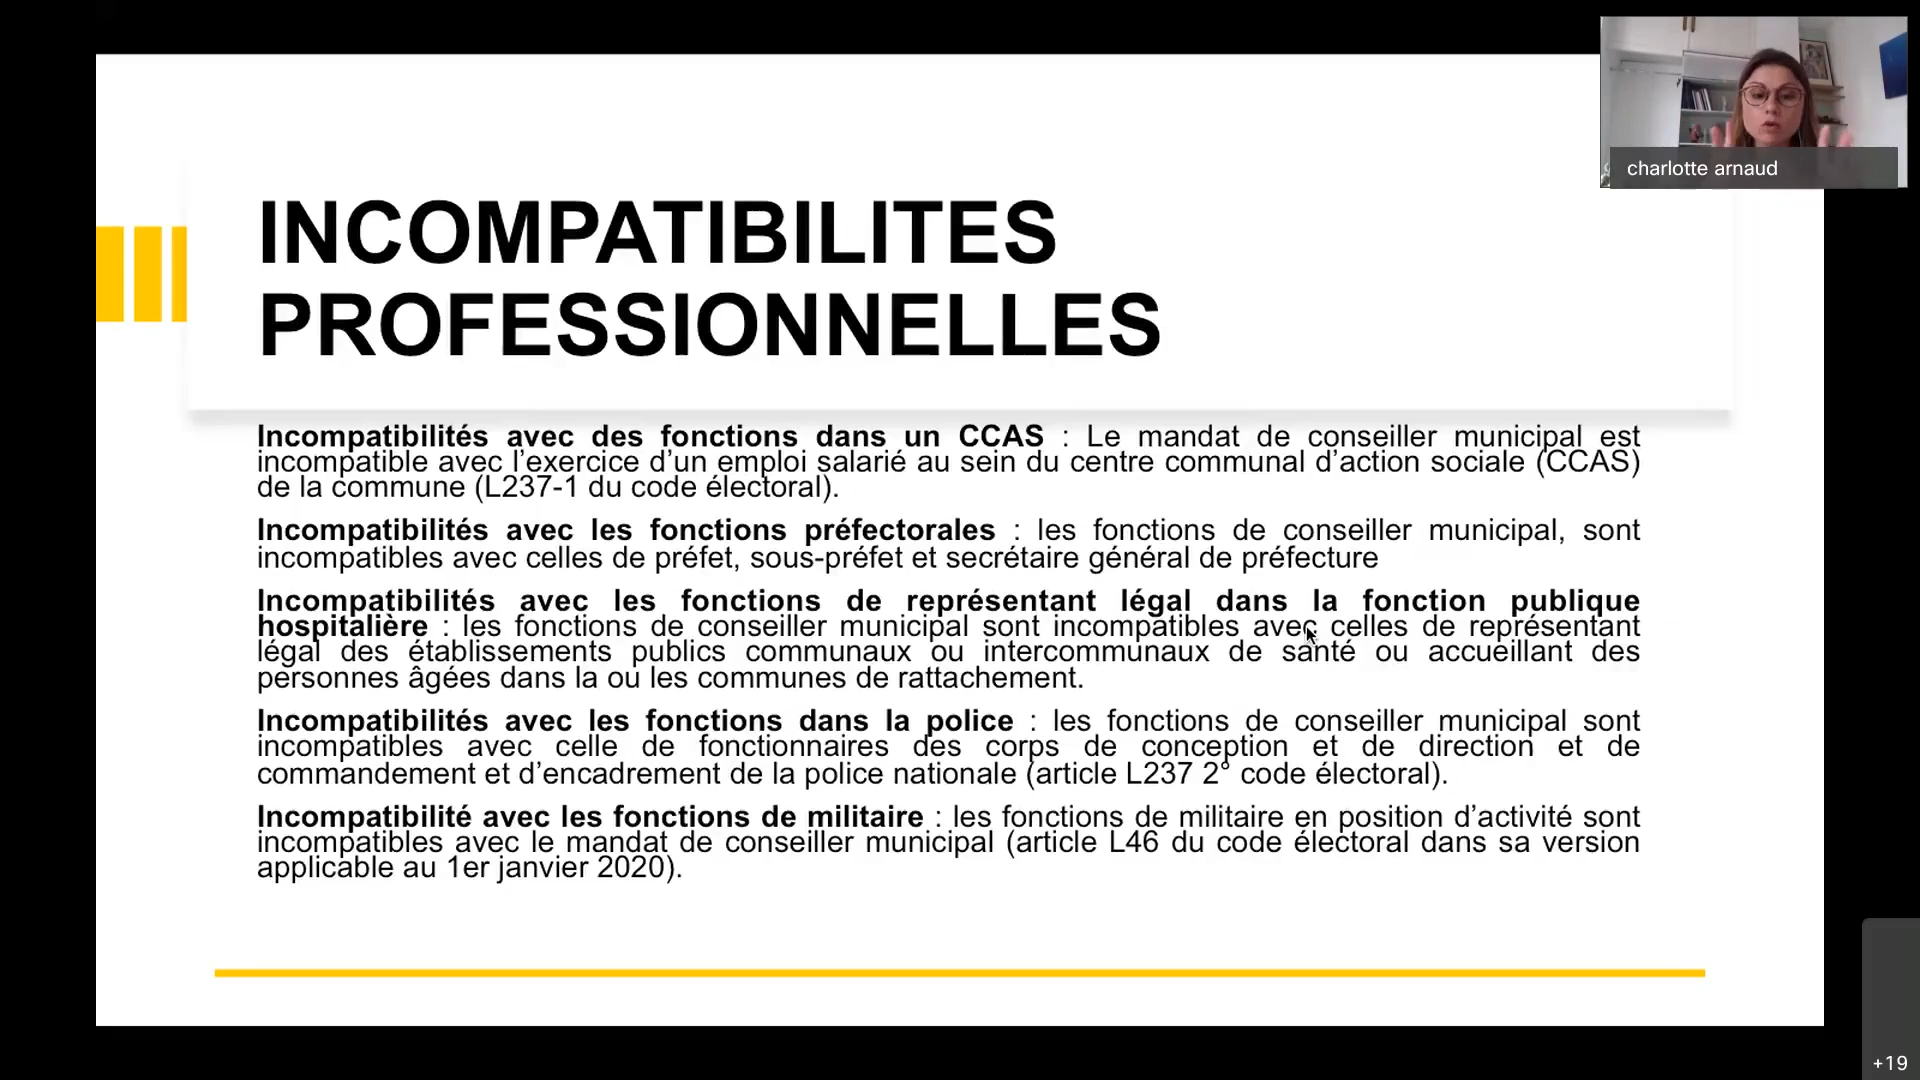 charlotte arnaud
INCOMPATIBILITES
PROFESSIONNELLES
Incompatibilités avec des fonctions dans un CCAS : Le mandat de conseiller municipal est
incompatible avec l’exercice d’un emploi salarié au sein du centre communal d’action sociale (CCAS)
de la commune (L237-1 du code électoral).
Incompatibilités avec les fonctions préfectorales : les fonctions de conseiller municipal, sont
incompatibles avec celles de préfet, sous-préfet et secrétaire général de préfecture
Incompatibilités avec les fonctions de représentant légal dans la fonction publique
hospitalière : les fonctions de conseiller municipal sont incompatibles avec celles de représentant
légal des établissements publics communaux ou intercommunaux de santé ou accueillant des
personnes âgées dans la ou les communes de rattachement.
Incompatibilités avec les fonctions dans la police : les fonctions de conseiller municipal sont
incompatibles avec celle de fonctionnaires des corps de conception et de direction et de
commandement et d’encadrement de la police nationale (article L237 2° code électoral).
Incompatibilité avec les fonctions de militaire : les fonctions de militaire en position d’activité sont
incompatibles avec le mandat de conseiller municipal (article L46 du code électoral dans sa version
applicable au 1er janvier 2020).
+19